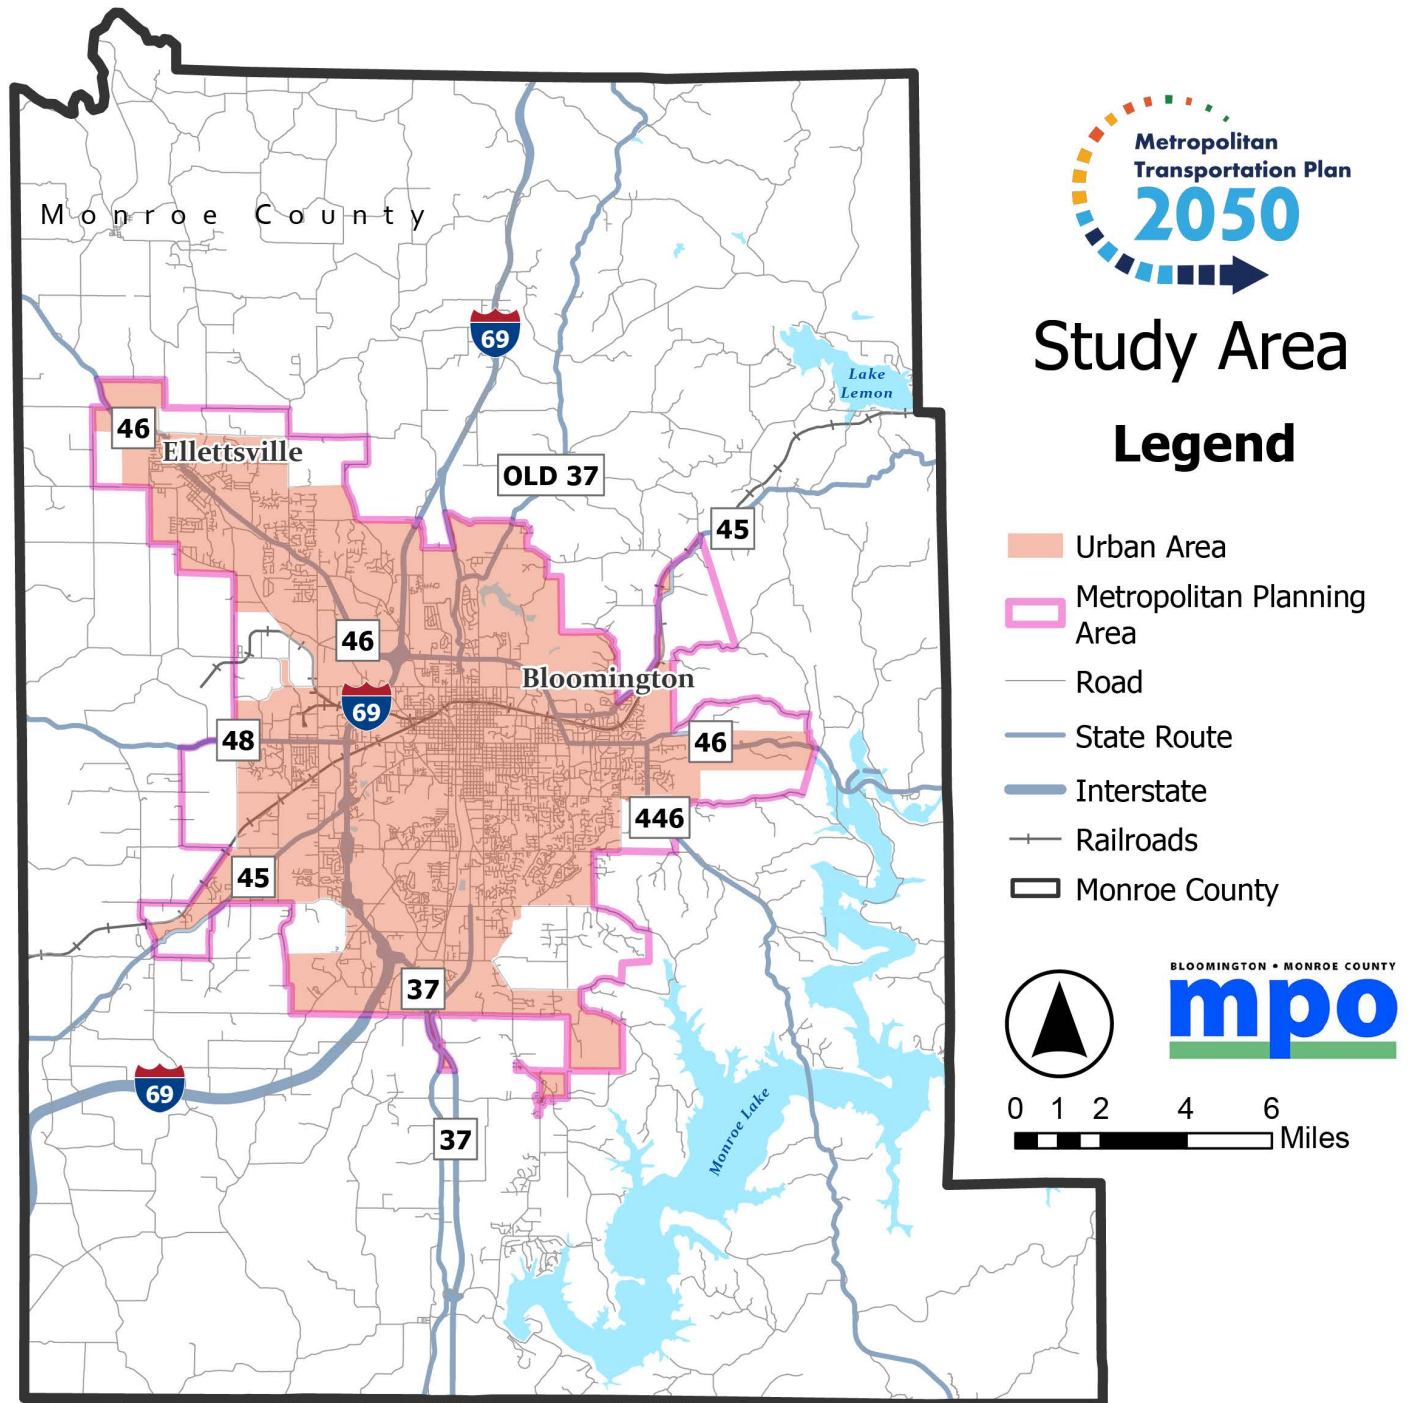 Monroe County
69
46
Ellettsville
OLD 37
45
Lake
Lemon
46
Bloomington
69
48
46
446
45
37
69
37
Monroe Lake
Metropolitan
Transportation Plan
2050
Study Area
Legend
Urban Area
Metropolitan Planning
Area
Road
State Route
Interstate
Railroads
Monroe County
BLOOMINGTON • MONROE COUNTY
mpo
0 1 2 4 6
Miles